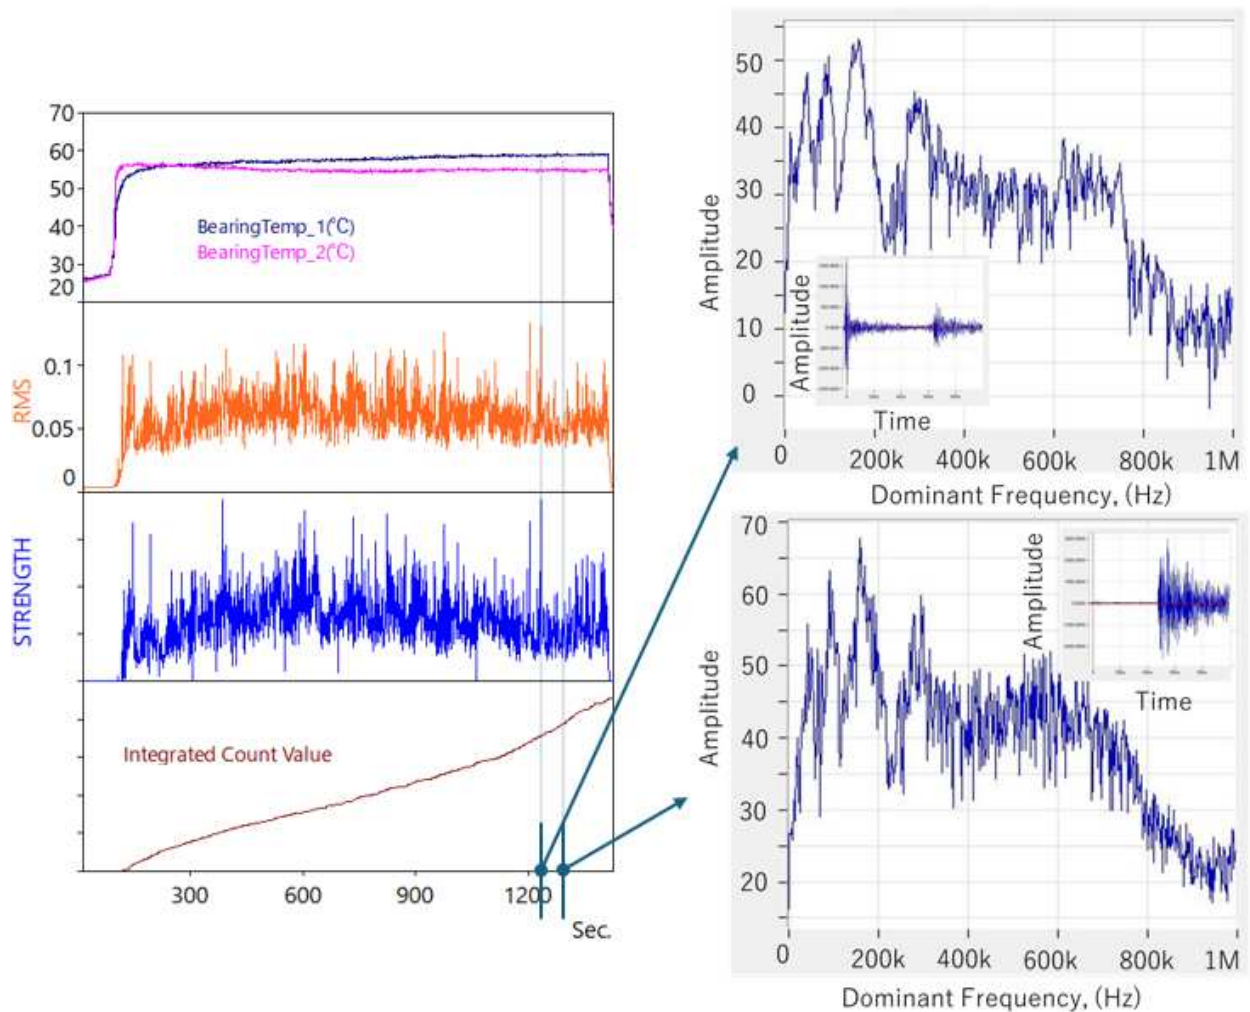 70
60
50
40
30
20
BearingTemp_1(°C)
BearingTemp_2(°C)
RMS
0.1
0.05
0
STRENGTH
Integrated Count Value
300
600
900
1200
Sec.
Amplitude
50
40
30
20
10
0
Amplitude
Time
0
200k
400k
600k
800k
1M
Dominant Frequency, (Hz)
Amplitude
70
60
50
40
30
20
Amplitude
Time
0
200k
400k
600k
800k
1M
Dominant Frequency, (Hz)